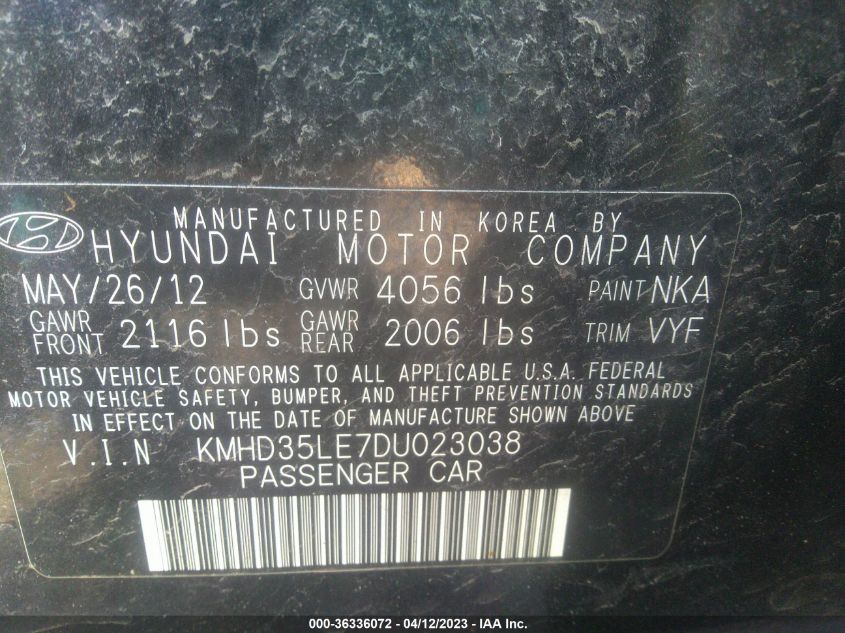 MANUFACTURED IN KOREA BY
HYUNDAI MOTOR COMPANY
MAY/26/12 GVWR 4056 lbs PAINT NKA
GAWR FRONT 2116 lbs GAWR REAR 2006 lbs TRIM VYF
THIS VEHICLE CONFORMS TO ALL APPLICABLE U.S.A. FEDERAL
MOTOR VEHICLE SAFETY, BUMPER, AND THEFT PREVENTION STANDARDS
IN EFFECT ON THE DATE OF MANUFACTURE SHOWN ABOVE
V.I.N KMHD35LE7DU023038
PASSENGER CAR
000-36336072 - 04/12/2023 - IAA Inc.